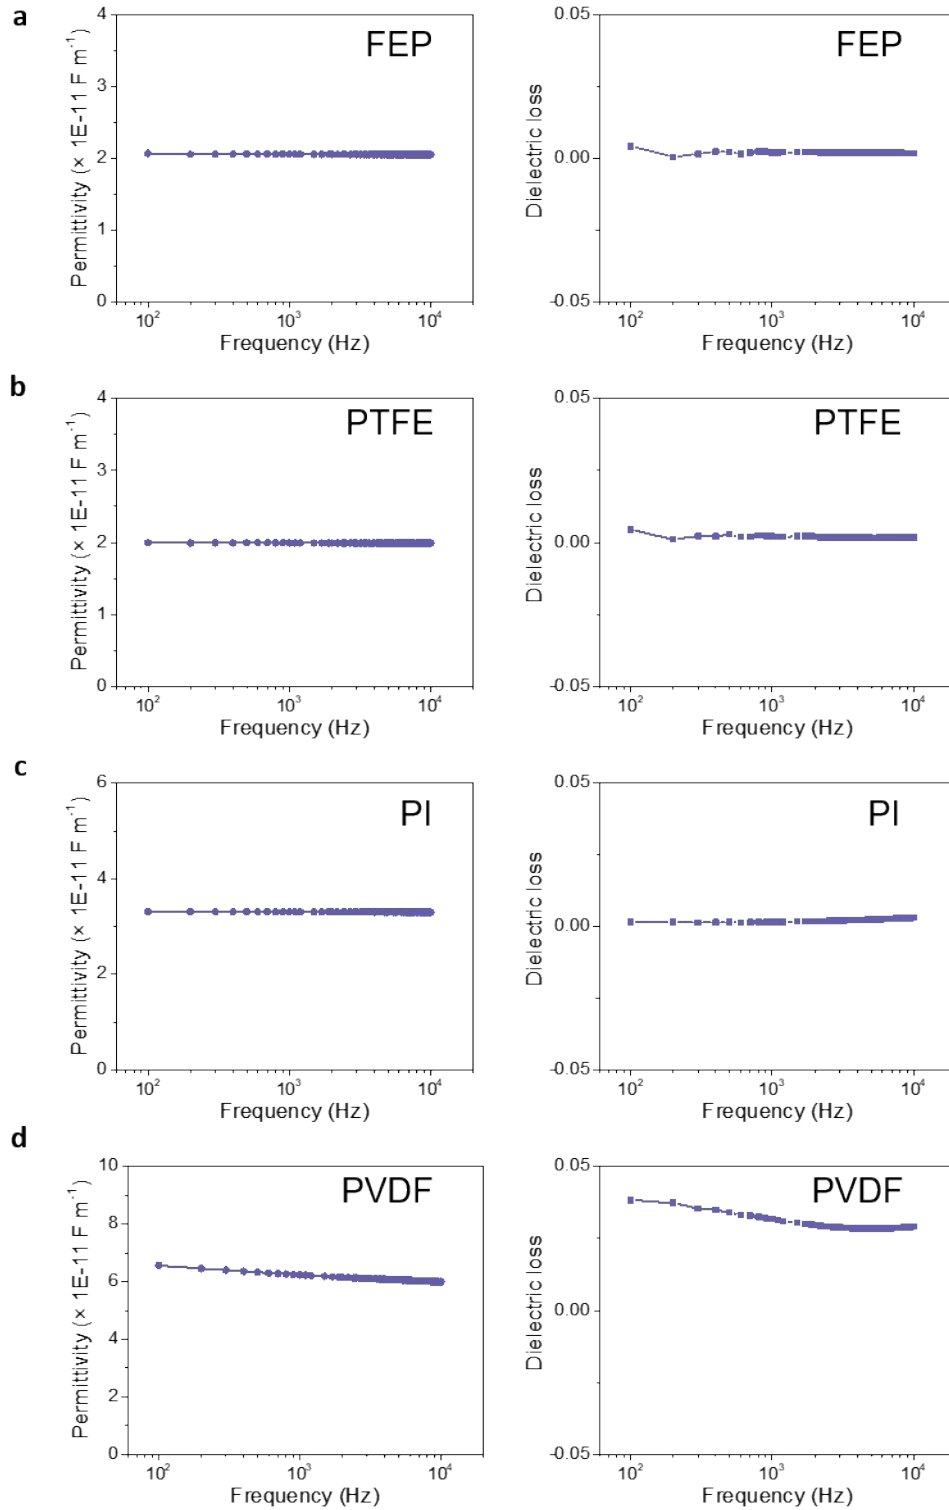 a
FEP
Permittivity (× 1E-11 F m⁻¹)
4
3
2
1
0
10² 10³ 10⁴
Frequency (Hz)
FEP
Dielectric loss
0.05
0.00
-0.05
10² 10³ 10⁴
Frequency (Hz)
b
PTFE
Permittivity (× 1E-11 F m⁻¹)
4
3
2
1
0
10² 10³ 10⁴
Frequency (Hz)
PTFE
Dielectric loss
0.05
0.00
-0.05
10² 10³ 10⁴
Frequency (Hz)
c
PI
Permittivity (× 1E-11 F m⁻¹)
6
4
2
0
10² 10³ 10⁴
Frequency (Hz)
PI
Dielectric loss
0.05
0.00
-0.05
10² 10³ 10⁴
Frequency (Hz)
d
PVDF
Permittivity (× 1E-11 F m⁻¹)
10
8
6
4
2
0
10² 10³ 10⁴
Frequency (Hz)
PVDF
Dielectric loss
0.05
0.00
-0.05
10² 10³ 10⁴
Frequency (Hz)